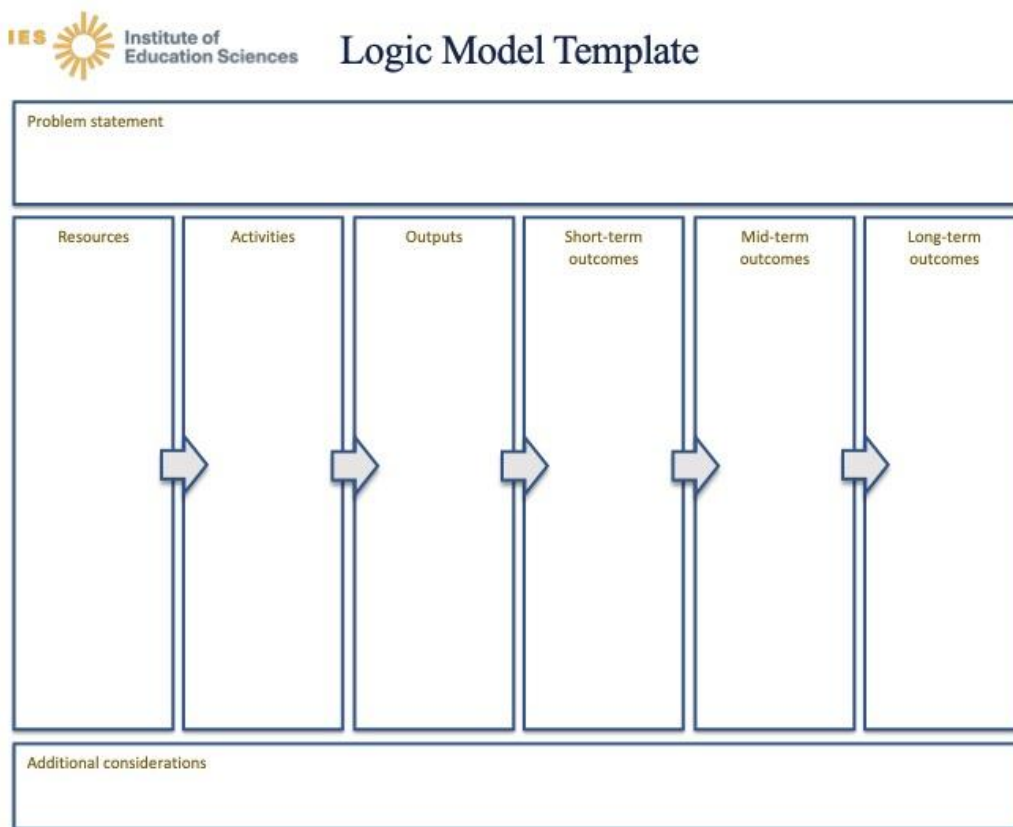 IES
Institute of
Education Sciences
Logic Model Template
Problem statement
Resources
Activities
Outputs
Short-term
outcomes
Mid-term
outcomes
Long-term
outcomes
Additional considerations